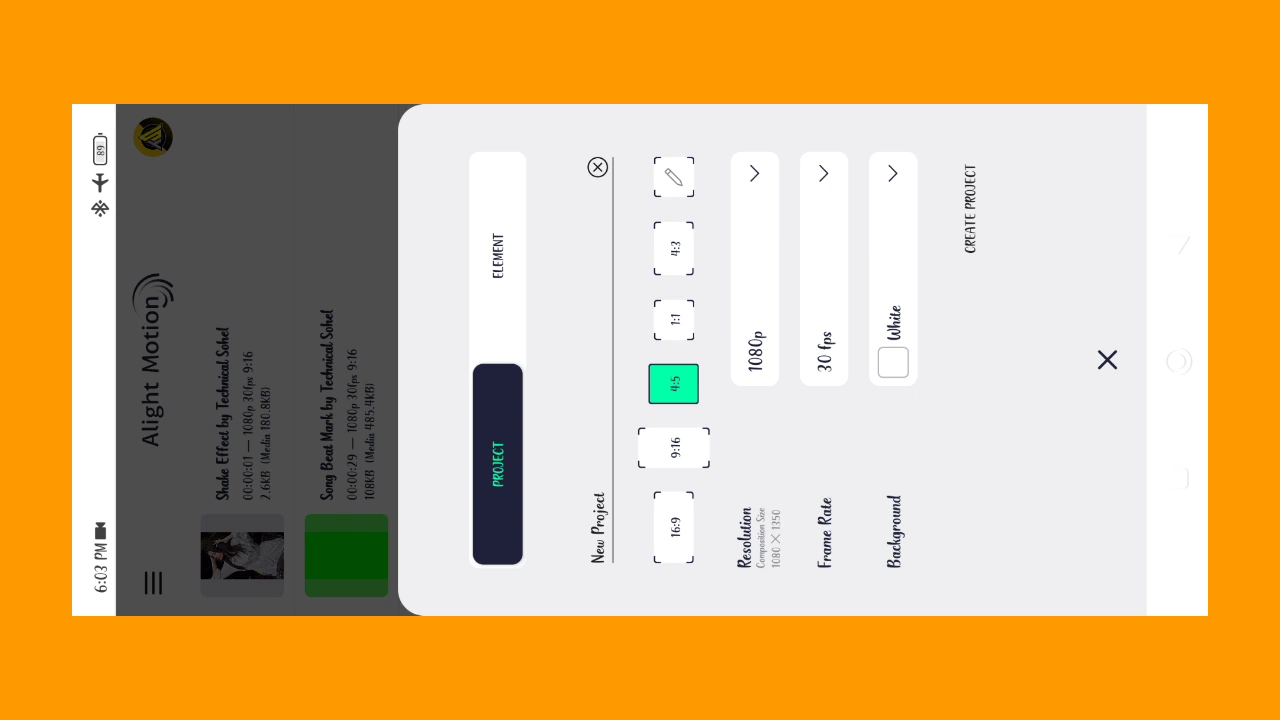 6:03 PM
89
Alight Motion
Shake Effect by Technical Sohel
00:00:01 — 1080p 30fps 9:16
2.6kB (Media 180.8kB)
Song Beat Mark by Technical Sohel
00:00:29 — 1080p 30fps 9:16
108kB (Media 485.4kB)
PROJECT ELEMENT
New Project
16:9 9:16 4:5 1:1 4:3
Resolution 1080p
Composition Size
1080 X 1350
Frame Rate 30 fps
Background White
CREATE PROJECT